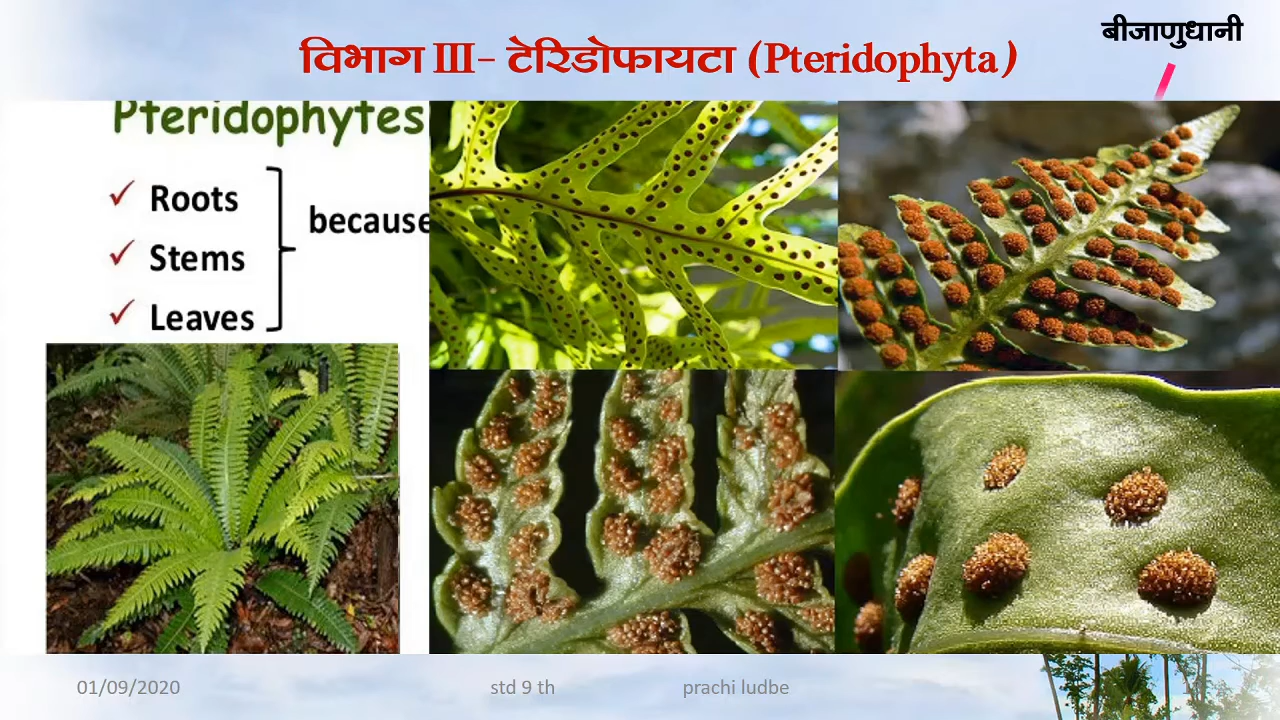 बीजाणुधानी
विभाग III- टेरिडोफायटा (Pteridophyta)
Pteridophytes
✓ Roots
✓ Stems
✓ Leaves
because
01/09/2020
std 9 th
prachi ludbe